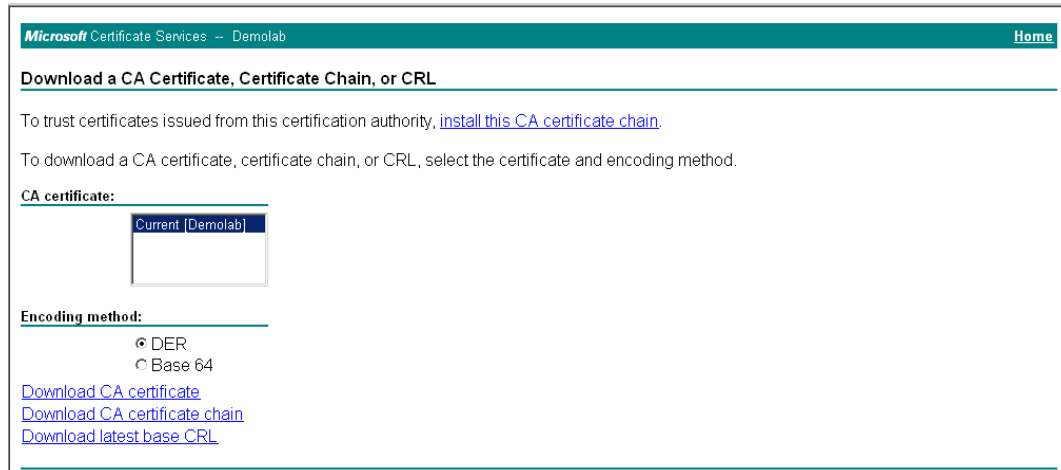 Microsoft Certificate Services -- Demolab Home
Download a CA Certificate, Certificate Chain, or CRL
To trust certificates issued from this certification authority, install this CA certificate chain.
To download a CA certificate, certificate chain, or CRL, select the certificate and encoding method.
CA certificate:
Current [Demolab]
Encoding method:
DER
Base 64
Download CA certificate
Download CA certificate chain
Download latest base CRL